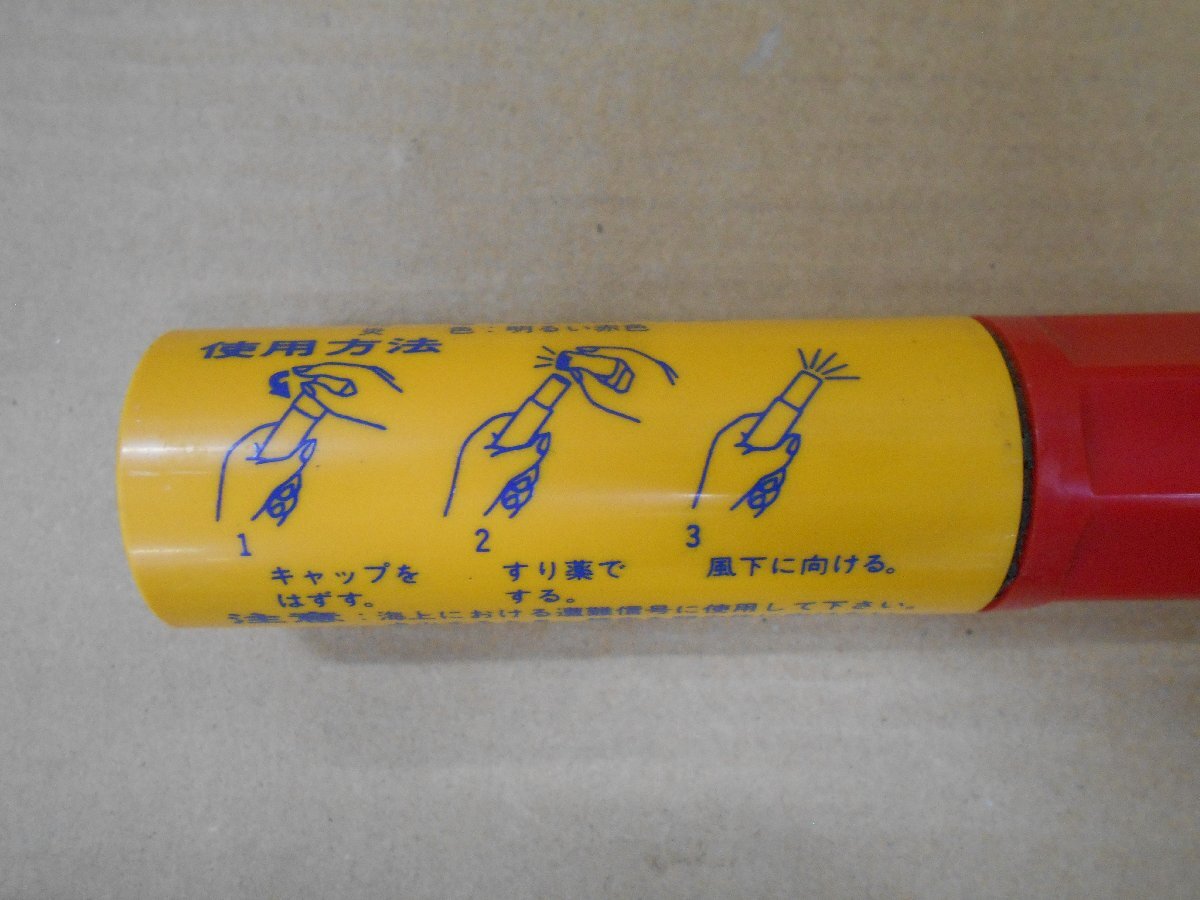 色：明るい赤色
使用方法
1
キャップを
はずす。
2
すり薬で
する。
3
風下に向ける。
注意：海上における遭難信号に使用して下さい。